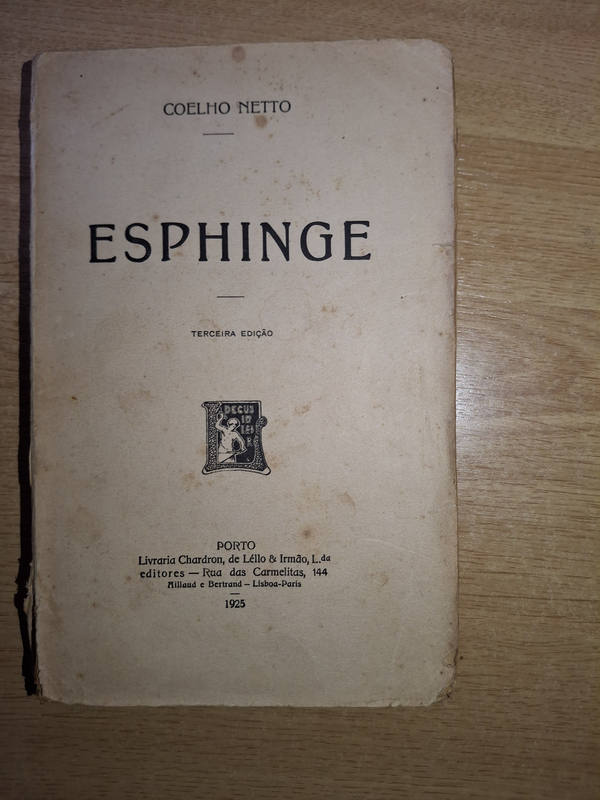 COELHO NETTO
ESPHINGE
TERCEIRA EDIÇÃO
DECUS
IN
PORTO
Livraria Chardron, de Léllo & Irmão, L.da
editores — Rua das Carmelitas, 144
Aillaud e Bertrand — Lisboa-Paris
1925